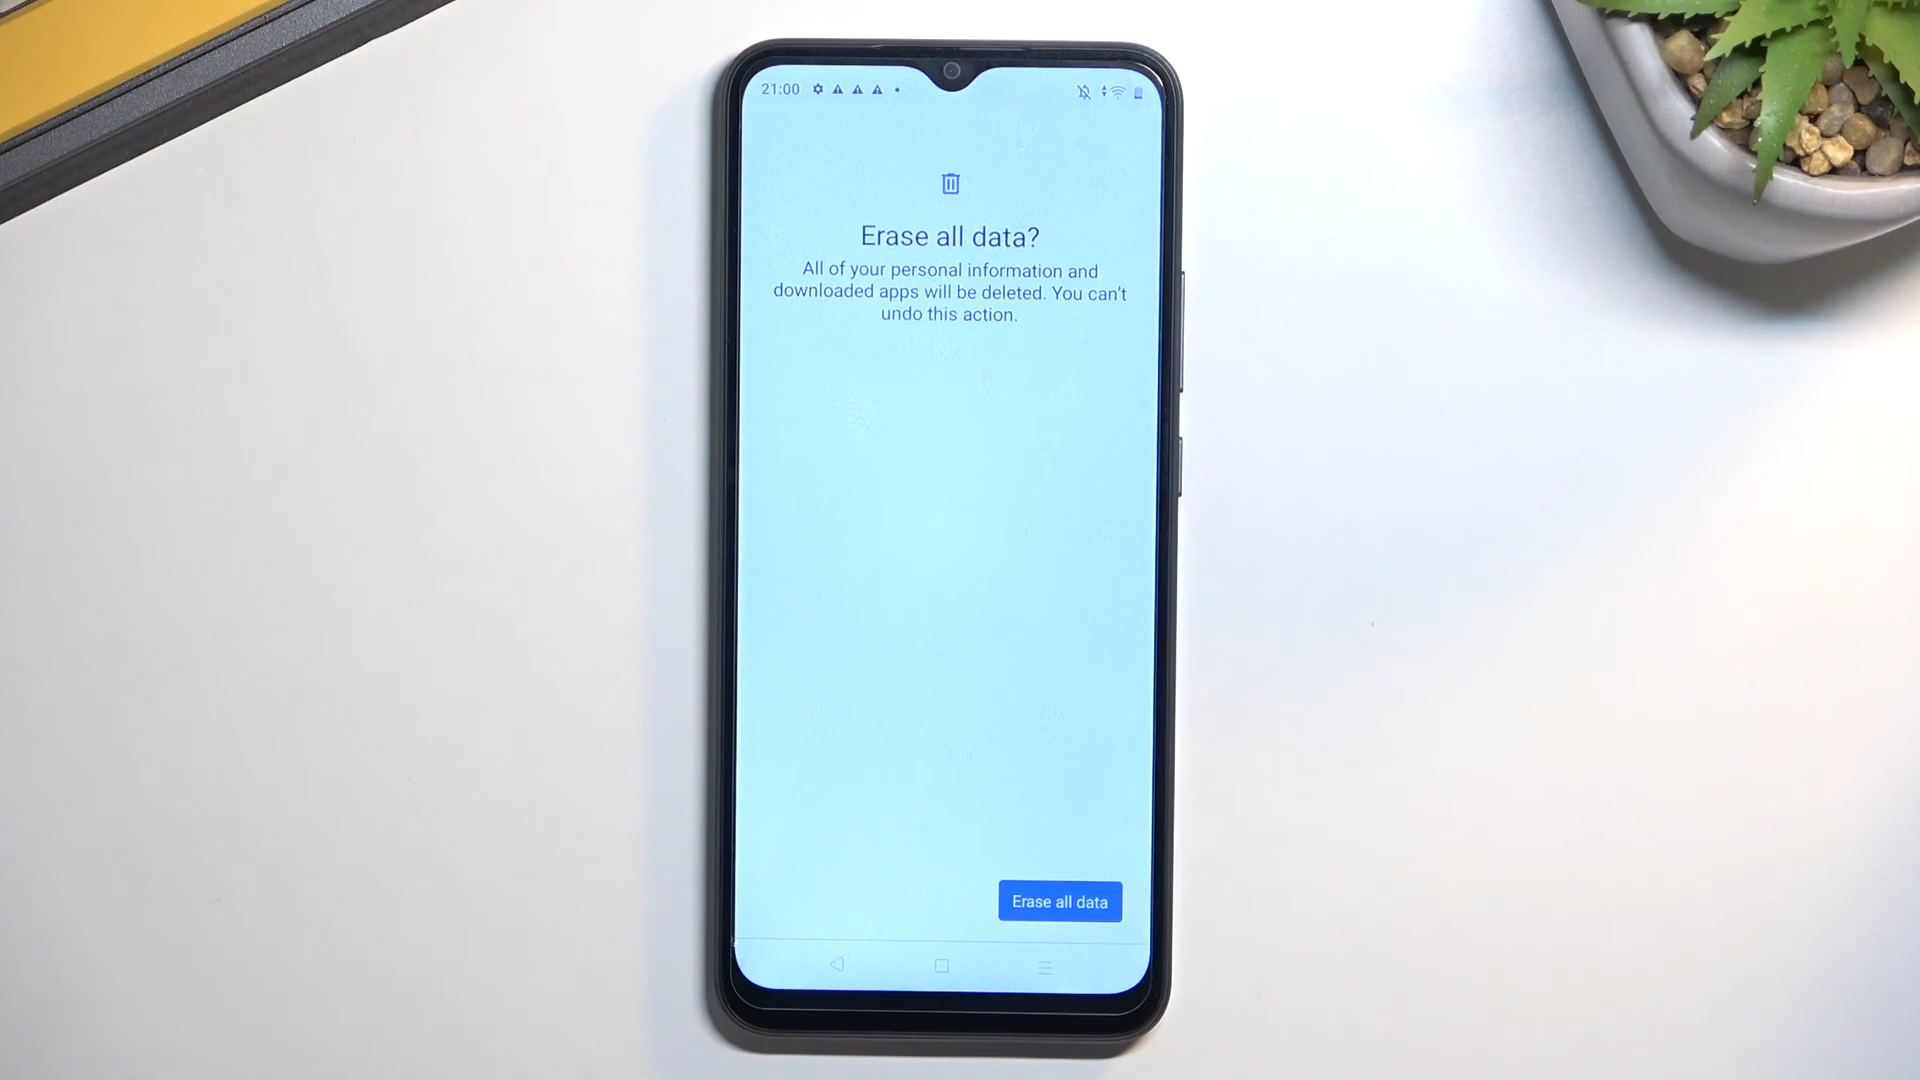 21:00
Erase all data?
All of your personal information and
downloaded apps will be deleted. You can't
undo this action.
Erase all data